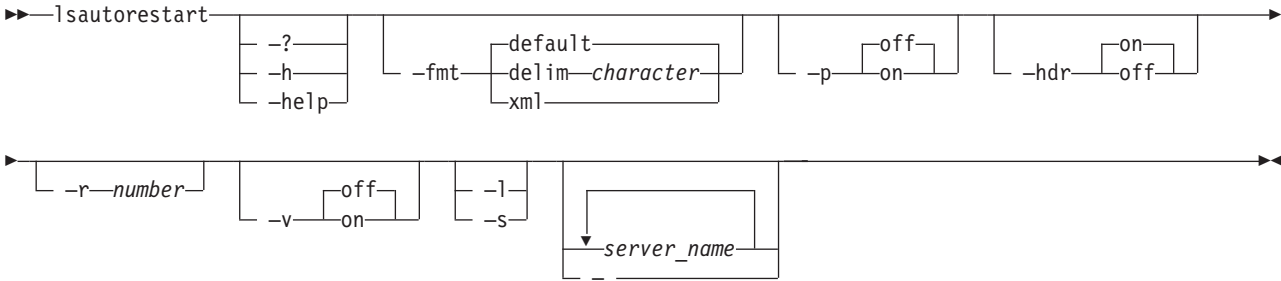 lsautorestart
–?
–h
–help
–fmt
default
delim character
xml
–p
off
on
–hdr
on
off
–r number
–v
off
on
–l
–s
server_name
–